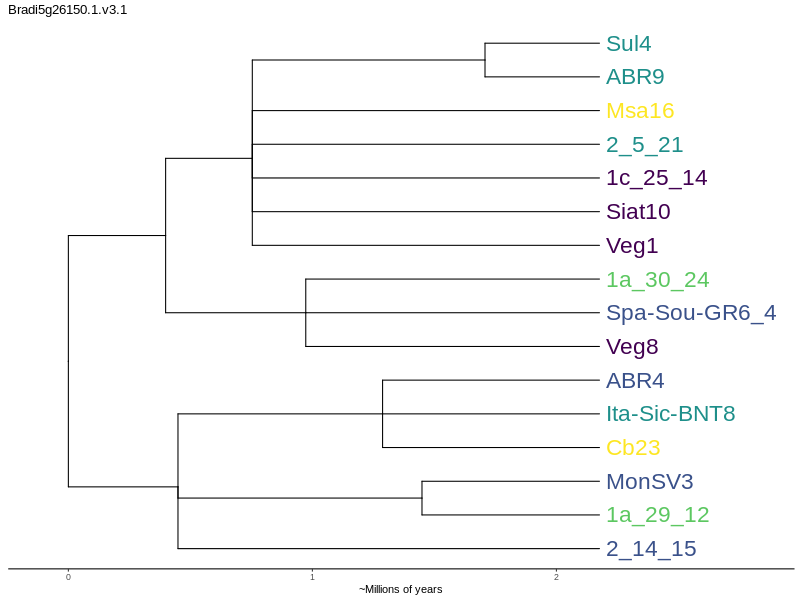 Bradi5g26150.1.v3.1
Sul4
ABR9
Msa16
2_5_21
1c_25_14
Siat10
Veg1
1a_30_24
Spa-Sou-GR6_4
Veg8
ABR4
Ita-Sic-BNT8
Cb23
MonSV3
1a_29_12
2_14_15
0 1 2
~Millions of years